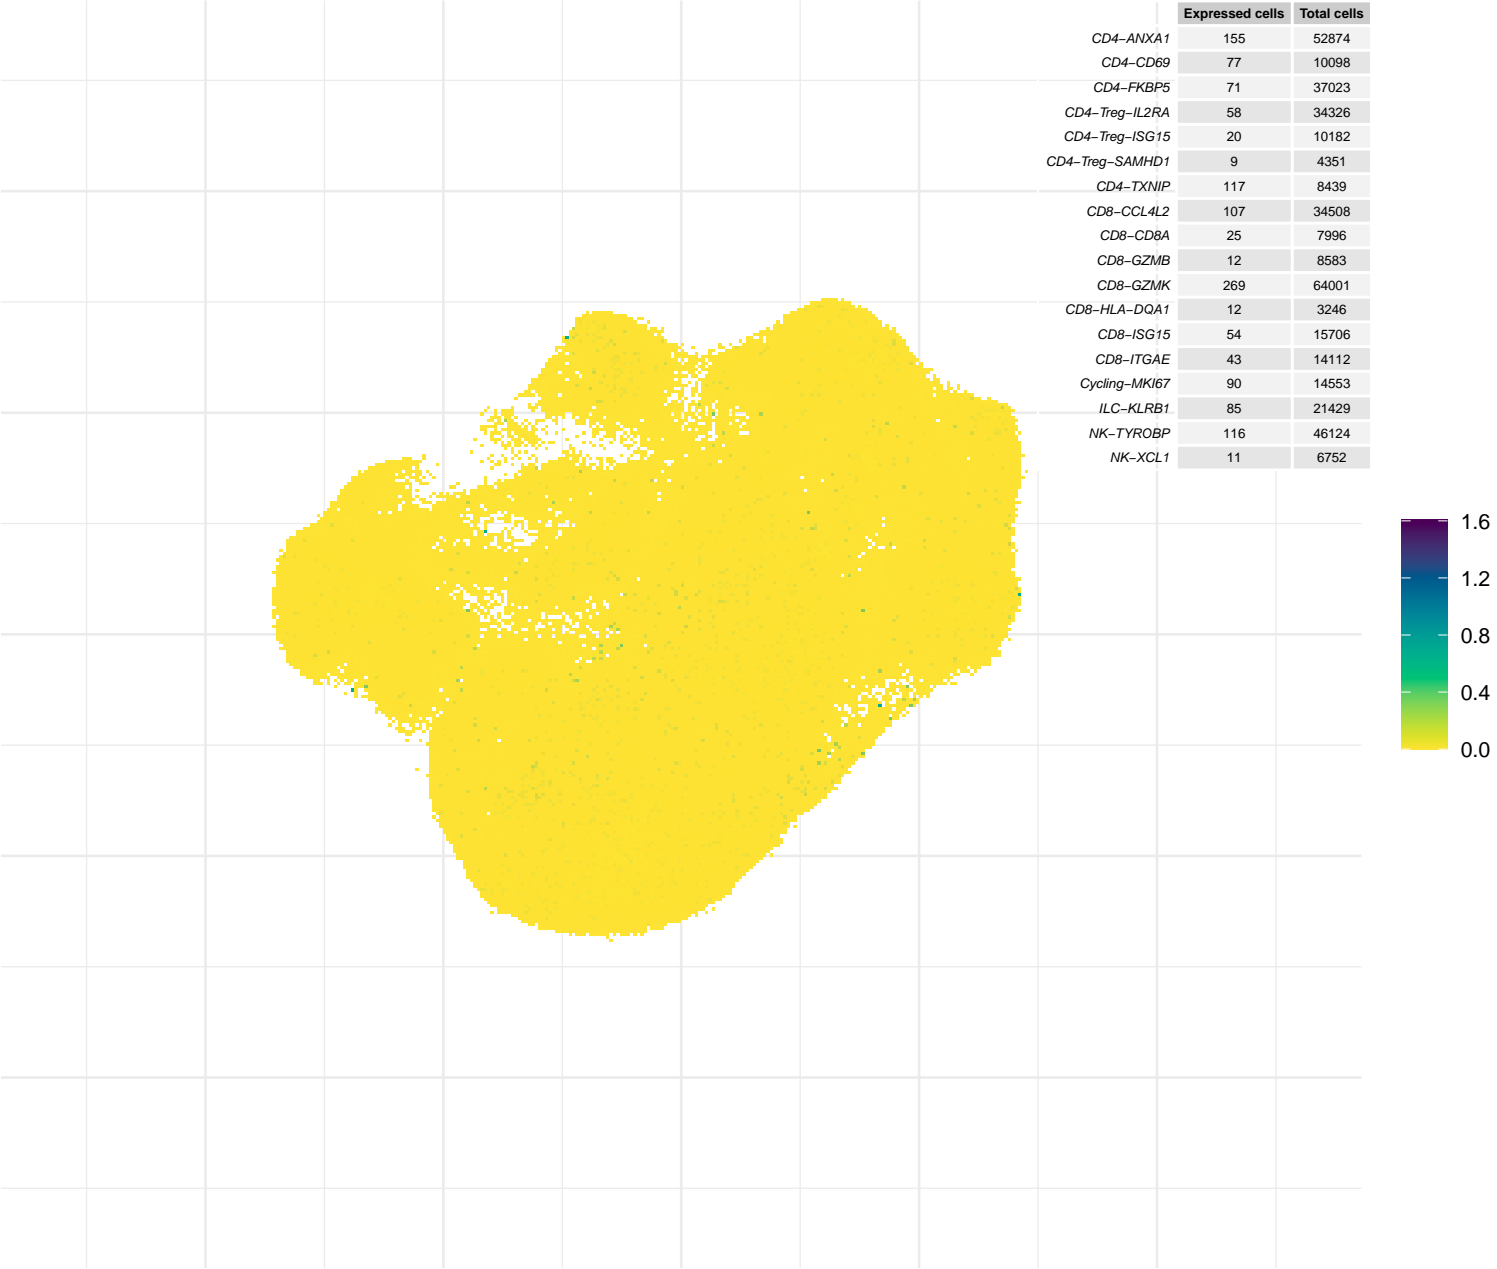 Expressed cells Total cells
CD4−ANXA1 155 52874
CD4−CD69 77 10098
CD4−FKBP5 71 37023
CD4−Treg−IL2RA 58 34326
CD4−Treg−ISG15 20 10182
CD4−Treg−SAMHD1 9 4351
CD4−TXNIP 117 8439
CD8−CCL4L2 107 34508
CD8−CD8A 25 7996
CD8−GZMB 12 8583
CD8−GZMK 269 64001
CD8−HLA−DQA1 12 3246
CD8−ISG15 54 15706
CD8−ITGAE 43 14112
Cycling−MKI67 90 14553
ILC−KLRB1 85 21429
NK−TYROBP 116 46124
NK−XCL1 11 6752
1.6
1.2
0.8
0.4
0.0